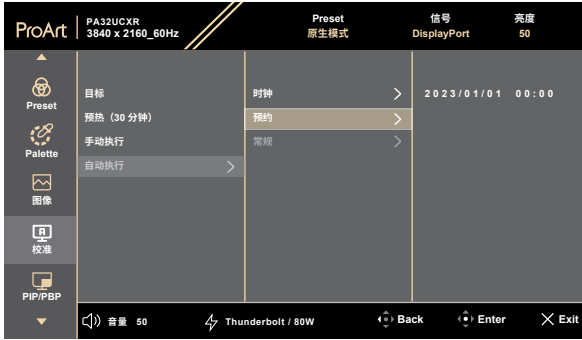 ProArt
PA32UCXR
3840 x 2160_60Hz
Preset
原生模式
信号
DisplayPort
亮度
50
Preset
Palette
图像
校准
PIP/PBP
目标
预热（30 分钟）
手动执行
自动执行
时钟
预约
常规
2023/01/01 00:00
音量 50
Thunderbolt / 80W
Back
Enter
Exit